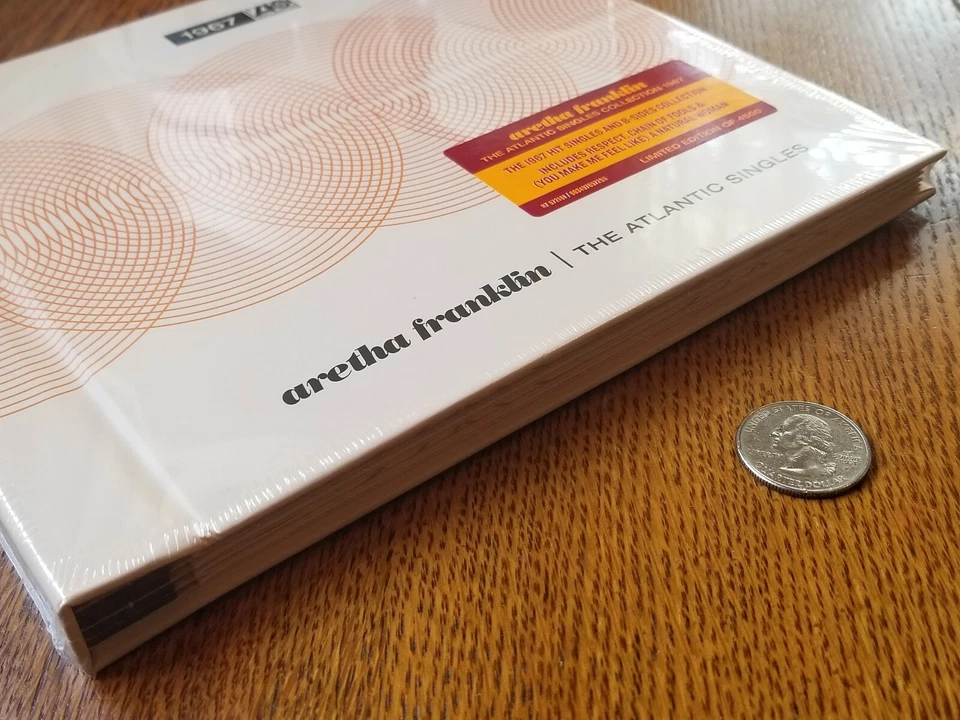 1967
aretha franklin
THE ATLANTIC SINGLES COLLECTION 1967
THE 1967 HIT SINGLES AND B-SIDES COLLECTION
INCLUDES RESPECT, CHAIN OF FOOLS &
(YOU MAKE ME FEEL LIKE) A NATURAL WOMAN
LIMITED EDITION OF 4500
aretha franklin | THE ATLANTIC SINGLES
UNITED STATES OF AMERICA
LIBERTY
QUARTER DOLLAR